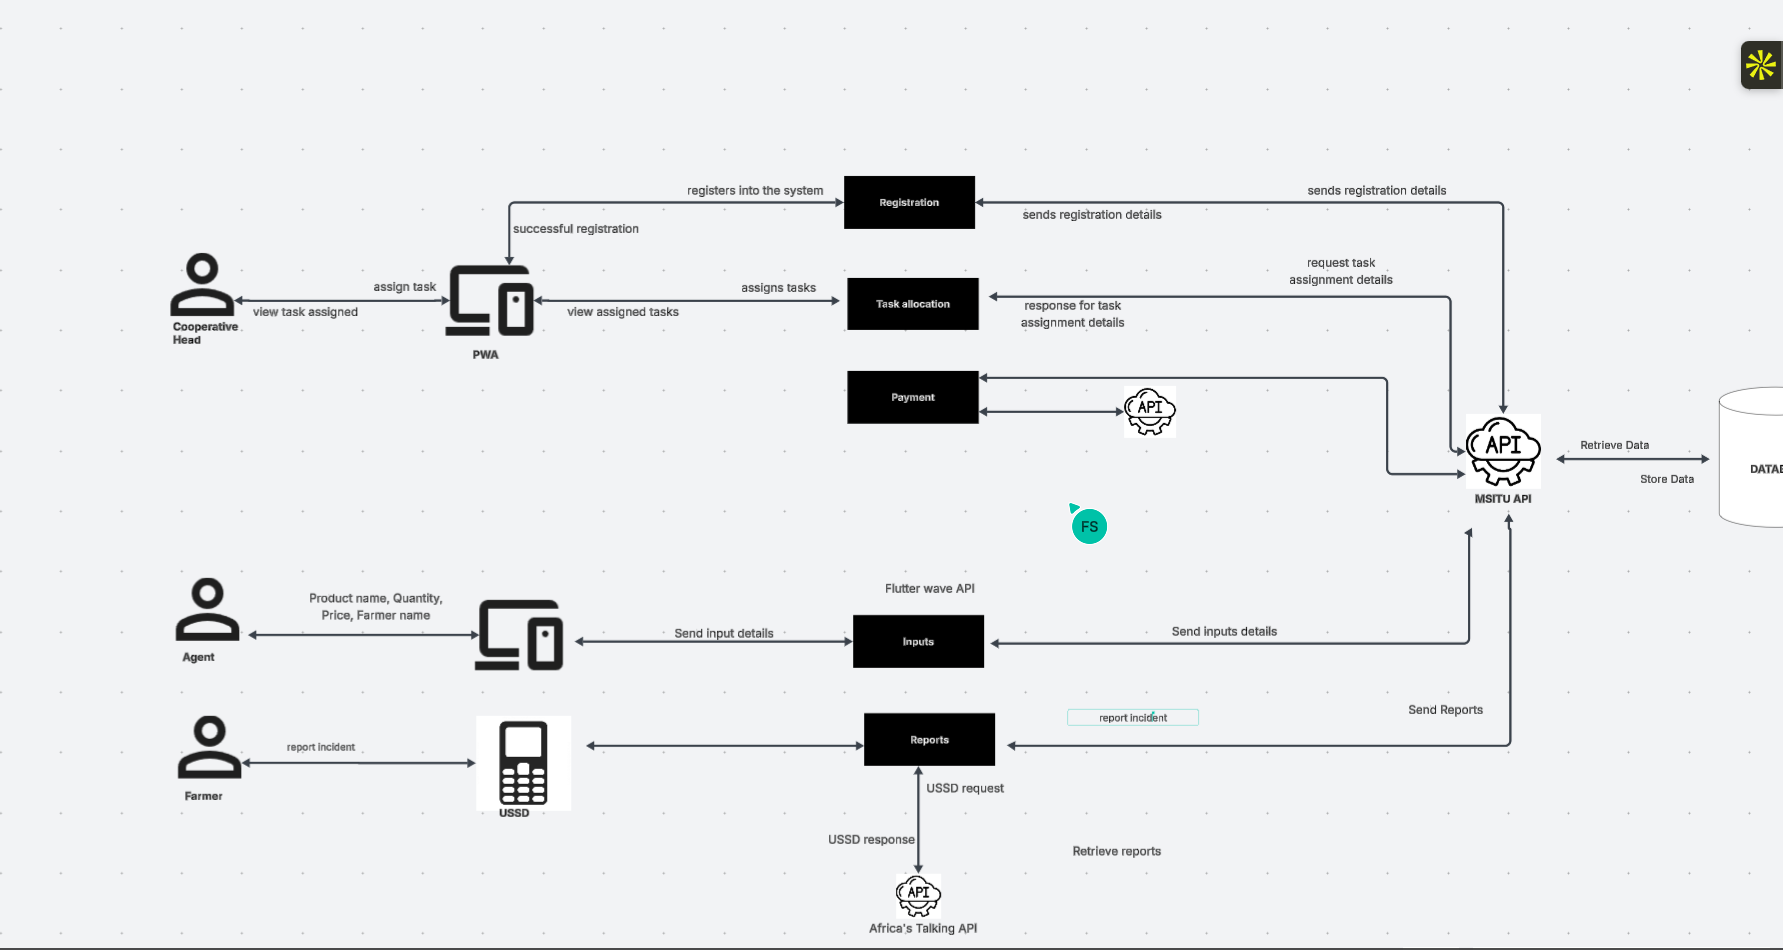 registers into the system
Registration
sends registration details
sends registration details
successful registration
request task
assignment details
assign task
assigns tasks
Task allocation
view task assigned
view assigned tasks
response for task
assignment details
Cooperative
Head
PWA
Payment
API
API
MSITU API
Retrieve Data
Store Data
DATAB
FS
Flutter wave API
Product name, Quantity,
Price, Farmer name
Agent
Send input details
Inputs
Send inputs details
report incident
Send Reports
report incident
Reports
Farmer
USSD
USSD request
USSD response
Retrieve reports
API
Africa's Talking API